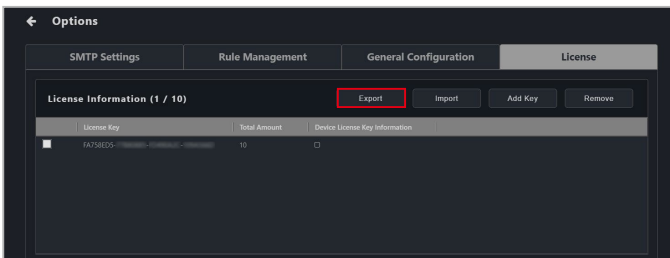 Options
SMTP Settings Rule Management General Configuration License
License Information (1 / 10) Export Import Add Key Remove
License Key Total Amount Device License Key Information
FA758ED5- 10